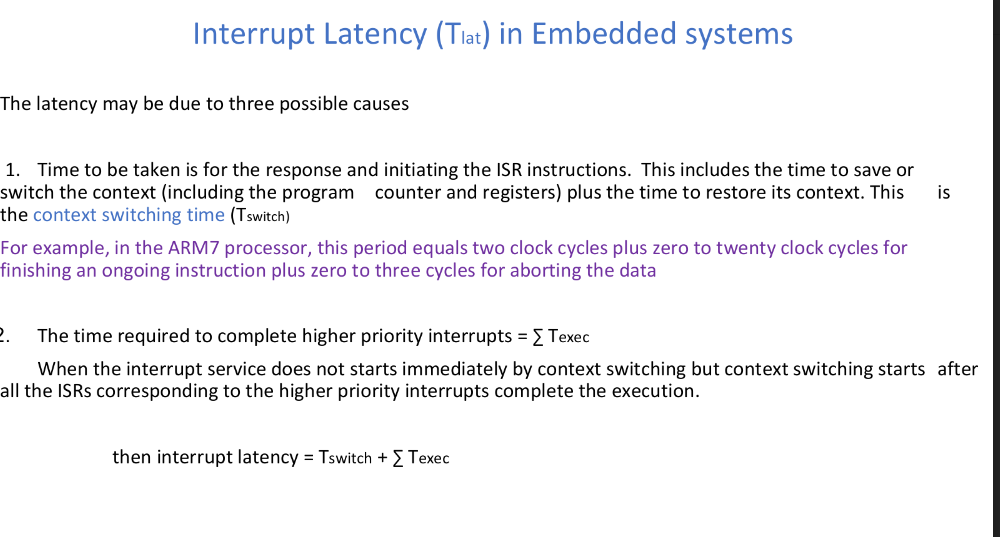 Interrupt Latency (Tlat) in Embedded systems
The latency may be due to three possible causes
1. Time to be taken is for the response and initiating the ISR instructions. This includes the time to save or
switch the context (including the program counter and registers) plus the time to restore its context. This is
the context switching time (Tswitch)
For example, in the ARM7 processor, this period equals two clock cycles plus zero to twenty clock cycles for
finishing an ongoing instruction plus zero to three cycles for aborting the data
2. The time required to complete higher priority interrupts = ∑ Texec
When the interrupt service does not starts immediately by context switching but context switching starts after
all the ISRs corresponding to the higher priority interrupts complete the execution.
then interrupt latency = Tswitch + ∑ Texec